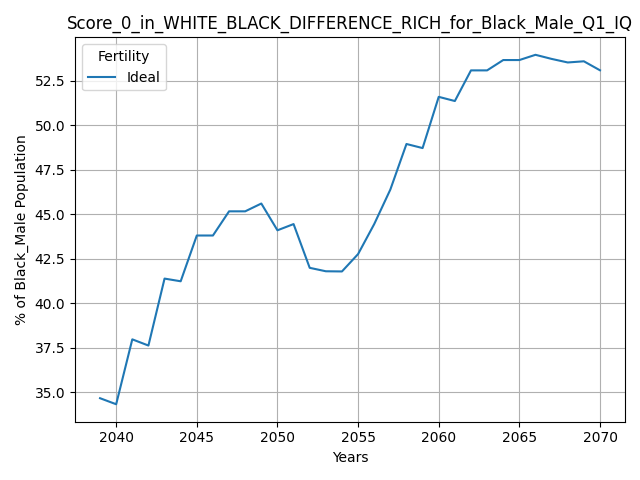 Score_0_in_WHITE_BLACK_DIFFERENCE_RICH_for_Black_Male_Q1_IQ
Fertility
Ideal
% of Black_Male Population
52.5
50.0
47.5
45.0
42.5
40.0
37.5
35.0
2040 2045 2050 2055 2060 2065 2070
Years